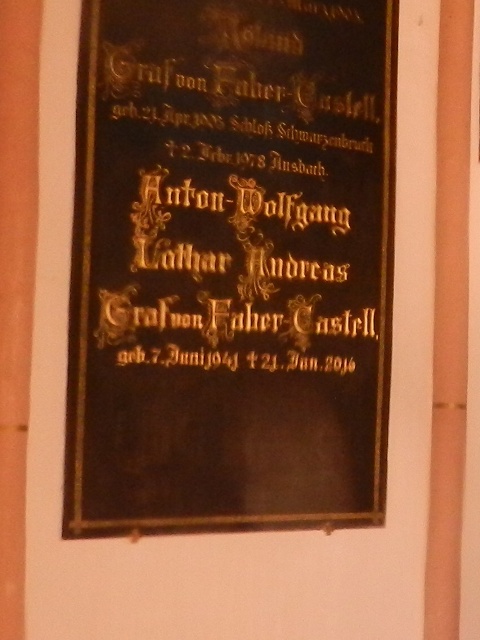 Roland
Graf von Faber-Castell,
geb. 21. Apr. 1905 Schloß Schwarzenbruck
✝ 2. Febr. 1978 Ansbach.
Anton-Wolfgang
Lothar Andreas
Graf von Faber-Castell,
geb. 7. Juni 1941 ✝ 21. Jan. 2016